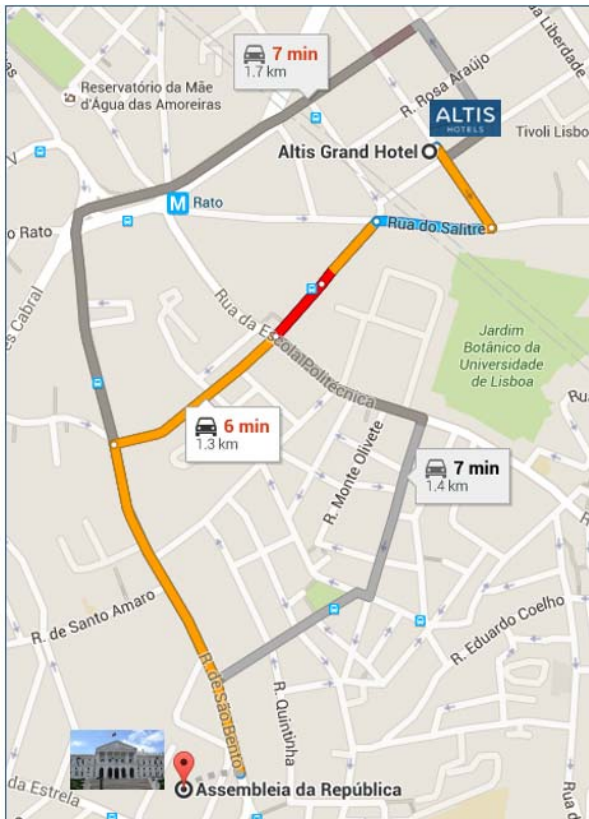 7 min
1.7 km
Liberdade
R. Rosa Araújo
Reservatório da Mãe
d'Água das Amoreiras
ALTIS
HOTELS
Tivoli Lisbo
Altis Grand Hotel
V
M
Rato
Rua do Salitre
o Rato
es Cabral
Rua da Escola Politécnica
Jardim
Botânico da
Universidade
de Lisboa
6 min
1.3 km
7 min
1.4 km
R. Monte Olivete
R. de Santo Amaro
R. Eduardo Coelho
R. de São Bento
R. Quintinha
Assembleia da República
da Estrela
Rua d